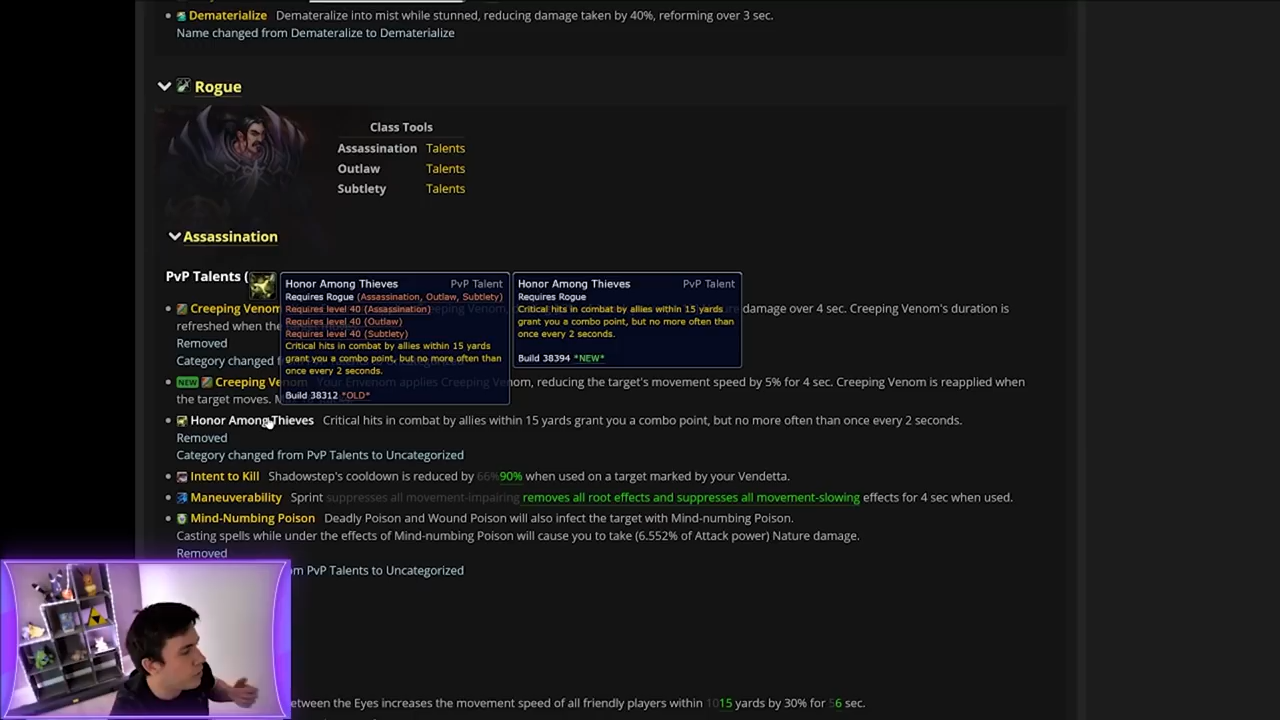 Dematerialize Dematerialize into mist while stunned, reducing damage taken by 40%, reforming over 3 sec.
Name changed from Demateralize to Dematerialize
Rogue
Class Tools
Assassination Talents
Outlaw Talents
Subtlety Talents
Assassination
PvP Talents (
Honor Among Thieves PvP Talent
Requires Rogue (Assassination, Outlaw, Subtlety)
Requires level 40 (Assassination)
Requires level 40 (Outlaw)
Requires level 40 (Subtlety)
Critical hits in combat by allies within 15 yards
grant you a combo point, but no more often than
once every 2 seconds.
Build 38312 *OLD*
Honor Among Thieves PvP Talent
Requires Rogue
Critical hits in combat by allies within 15 yards
grant you a combo point, but no more often than
once every 2 seconds.
Build 38394 *NEW*
Creeping Venom damage over 4 sec. Creeping Venom's duration is
refreshed when the
Removed
Category changed
NEW Creeping Venom Your Envenom applies Creeping Venom, reducing the target's movement speed by 5% for 4 sec. Creeping Venom is reapplied when
the target moves.
Honor Among Thieves Critical hits in combat by allies within 15 yards grant you a combo point, but no more often than once every 2 seconds.
Removed
Category changed from PvP Talents to Uncategorized
Intent to Kill Shadowstep's cooldown is reduced by 66%90% when used on a target marked by your Vendetta.
Maneuverability Sprint suppresses all movement-impairing removes all root effects and suppresses all movement-slowing effects for 4 sec when used.
Mind-Numbing Poison Deadly Poison and Wound Poison will also infect the target with Mind-numbing Poison.
Casting spells while under the effects of Mind-numbing Poison will cause you to take (6.552% of Attack power) Nature damage.
Removed
om PvP Talents to Uncategorized
etween the Eyes increases the movement speed of all friendly players within 1015 yards by 30% for 56 sec.